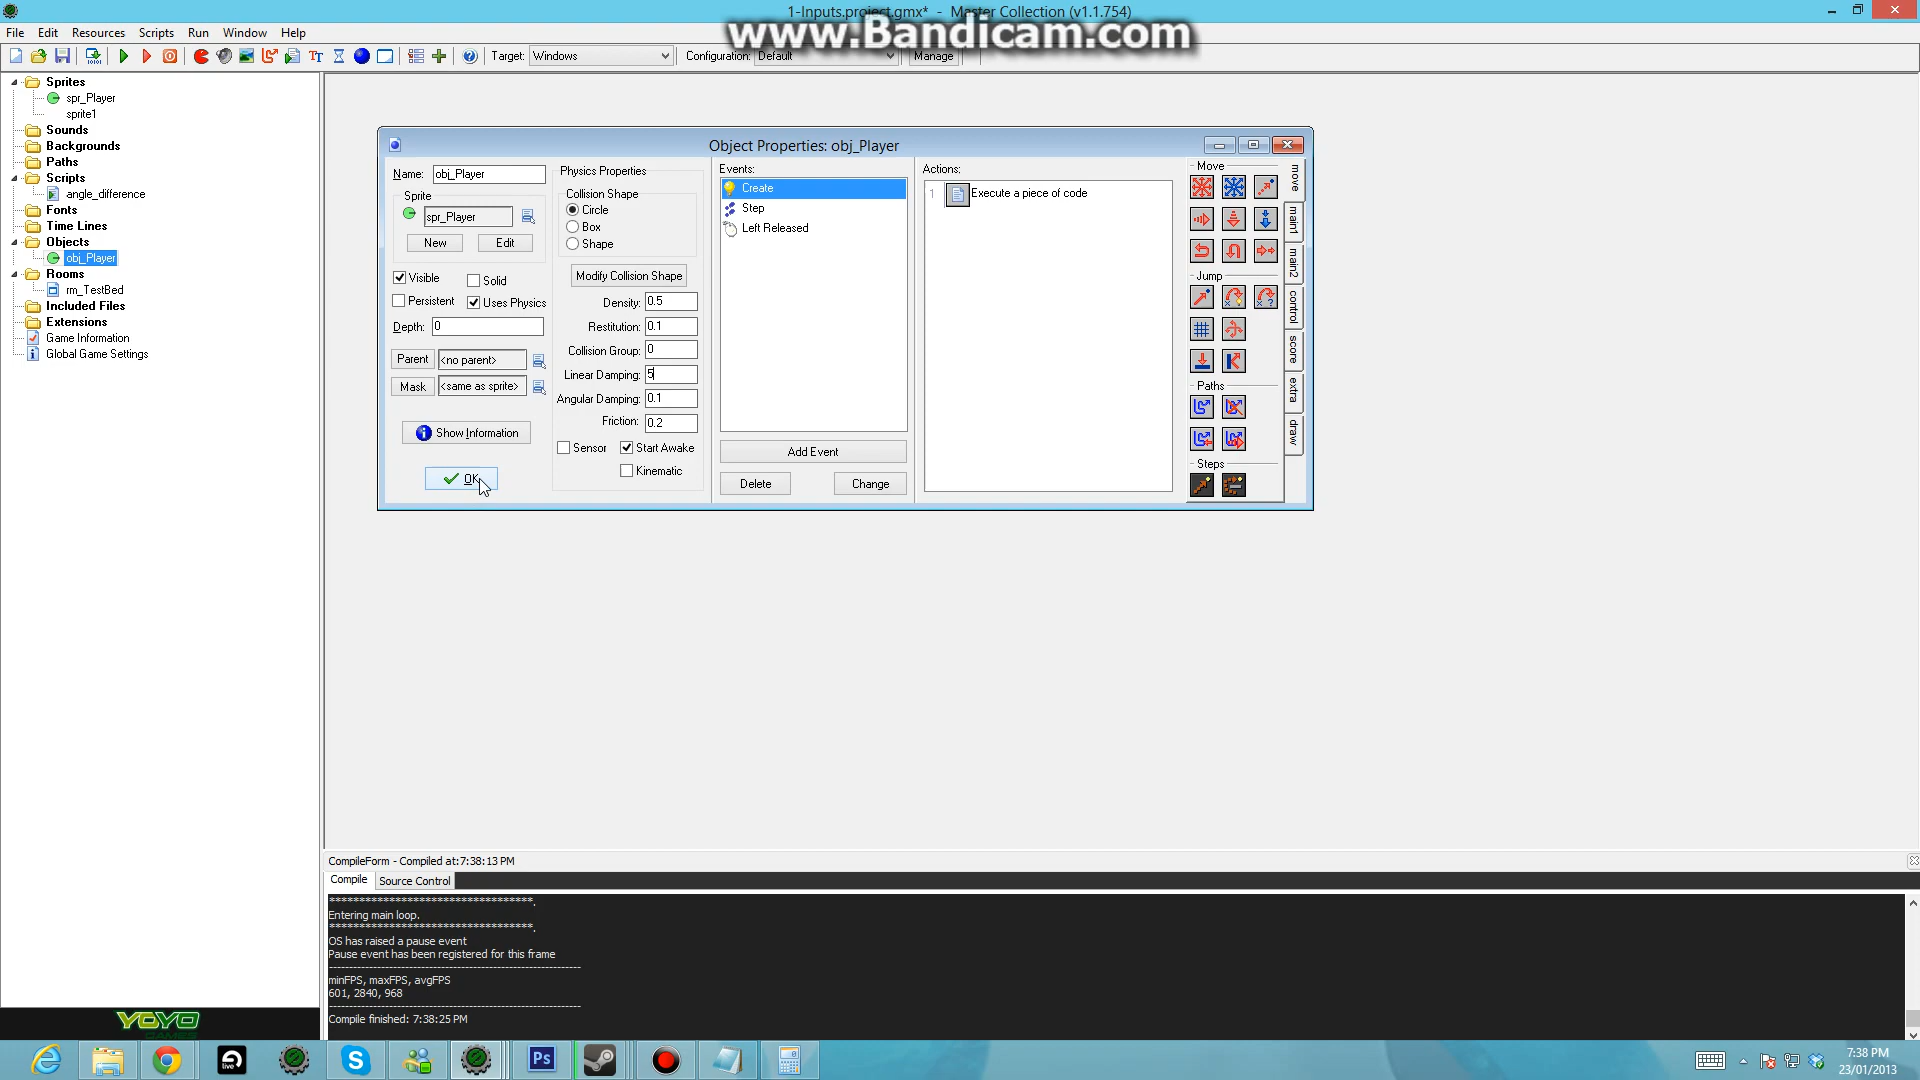 1-Inputs.project.gmx* - Master Collection (v1.1.754)
www.Bandicam.com
File Edit Resources Scripts Run Window Help
Target: Windows Configuration: Default Manage
Sprites
spr_Player
sprite1
Sounds
Backgrounds
Paths
Scripts
angle_difference
Fonts
Time Lines
Objects
obj_Player
Rooms
rm_TestBed
Included Files
Extensions
Game Information
Global Game Settings
YOYO
GAMES
Object Properties: obj_Player
Name: obj_Player
Sprite
spr_Player
New Edit
Visible Solid
Persistent Uses Physics
Depth: 0
Parent <no parent>
Mask <same as sprite>
Show Information
OK
Physics Properties
Collision Shape
Circle
Box
Shape
Modify Collision Shape
Density: 0.5
Restitution: 0.1
Collision Group: 0
Linear Damping: 5
Angular Damping: 0.1
Friction: 0.2
Sensor Start Awake
Kinematic
Events:
Create
Step
Left Released
Add Event
Delete Change
Actions:
1 Execute a piece of code
Move
Jump
Paths
Steps
move
main1
main2
control
score
extra
draw
CompileForm - Compiled at:7:38:13 PM
Compile Source Control
**********************************.
Entering main loop.
**********************************.
OS has raised a pause event
Pause event has been registered for this frame
------------------------------------------------------------
minFPS, maxFPS, avgFPS
601, 2840, 968
------------------------------------------------------------
Compile finished: 7:38:25 PM
live
Ps
7:38 PM
23/01/2013